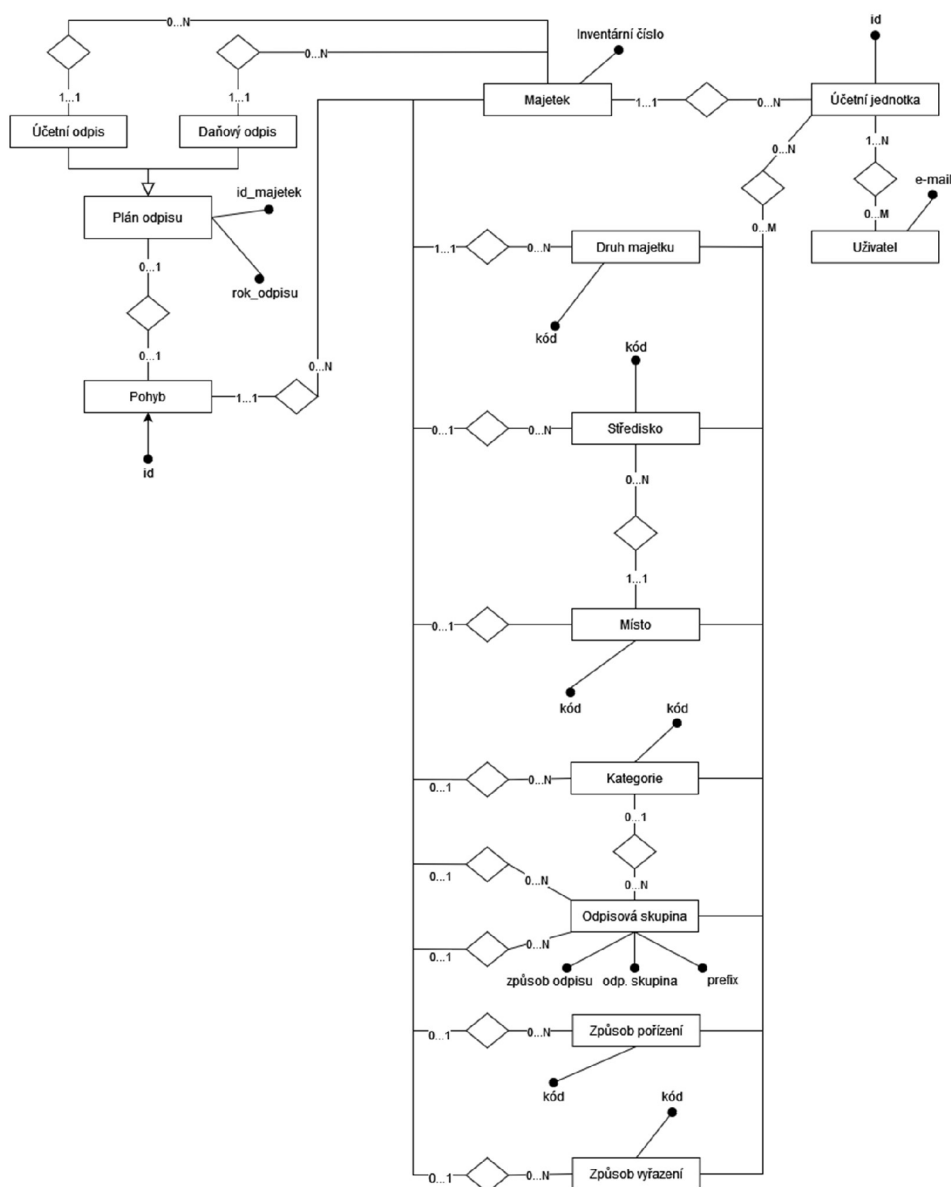 0...N
id
Inventární číslo
0...N
1...1
1...1
Majetek
1...1
0...N
Účetní jednotka
Účetní odpis
Daňový odpis
0...N
1...N
e-mail
id_majetek
Plán odpisu
0...M
0...M
1...1
0...N
Druh majetku
Uživatel
0...1
rok_odpisu
kód
kód
0...1
0...N
Pohyb
1...1
0...1
0...N
Středisko
id
0...N
1...1
0...1
Místo
kód
kód
0...1
0...N
Kategorie
0...1
0...1
0...N
0...N
Odpisová skupina
0...1
0...N
způsob odpisu
odp. skupina
prefix
0...1
0...N
Způsob pořízení
kód
kód
0...1
0...N
Způsob vyřazení